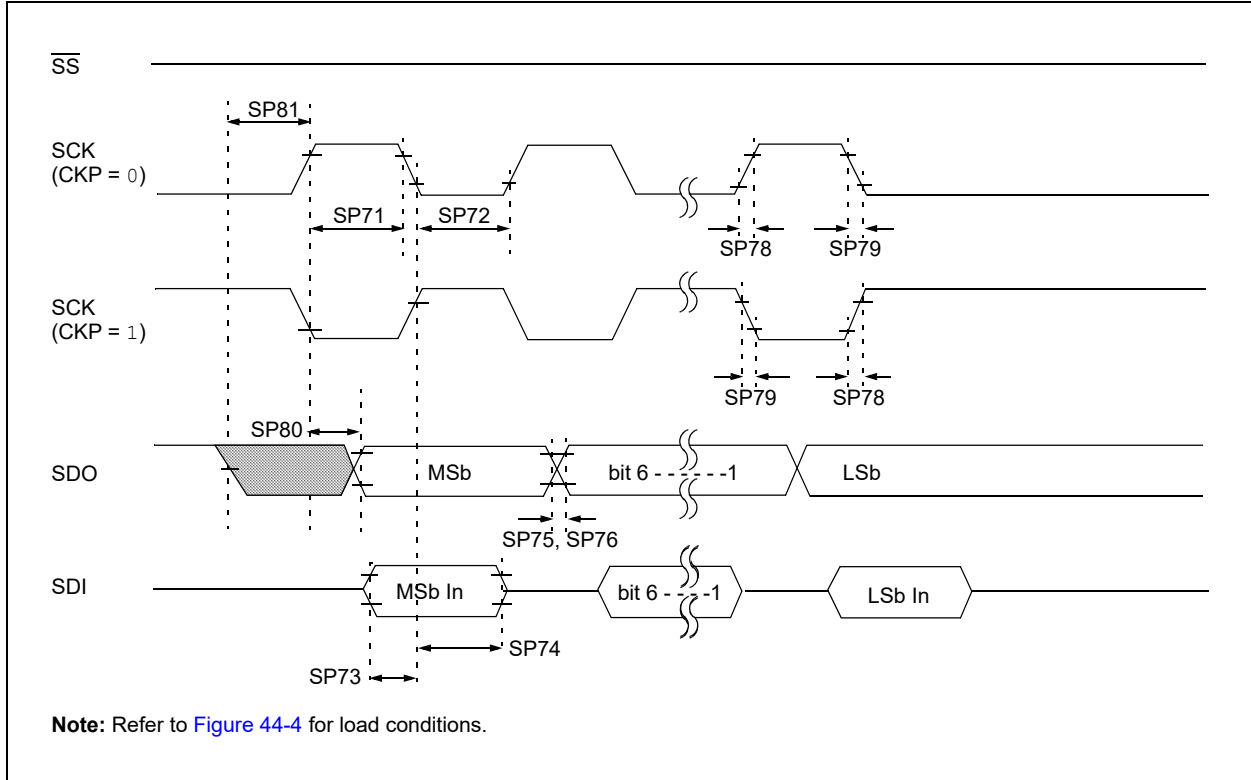 SS
SP81
SCK
(CKP = 0)
SP71
SP72
SP78
SP79
SCK
(CKP = 1)
SP79
SP78
SP80
SDO
MSb
bit 6 - - - - - -1
LSb
SP75, SP76
SDI
MSb In
bit 6 - - - -1
LSb In
SP74
SP73
Note: Refer to Figure 44-4 for load conditions.